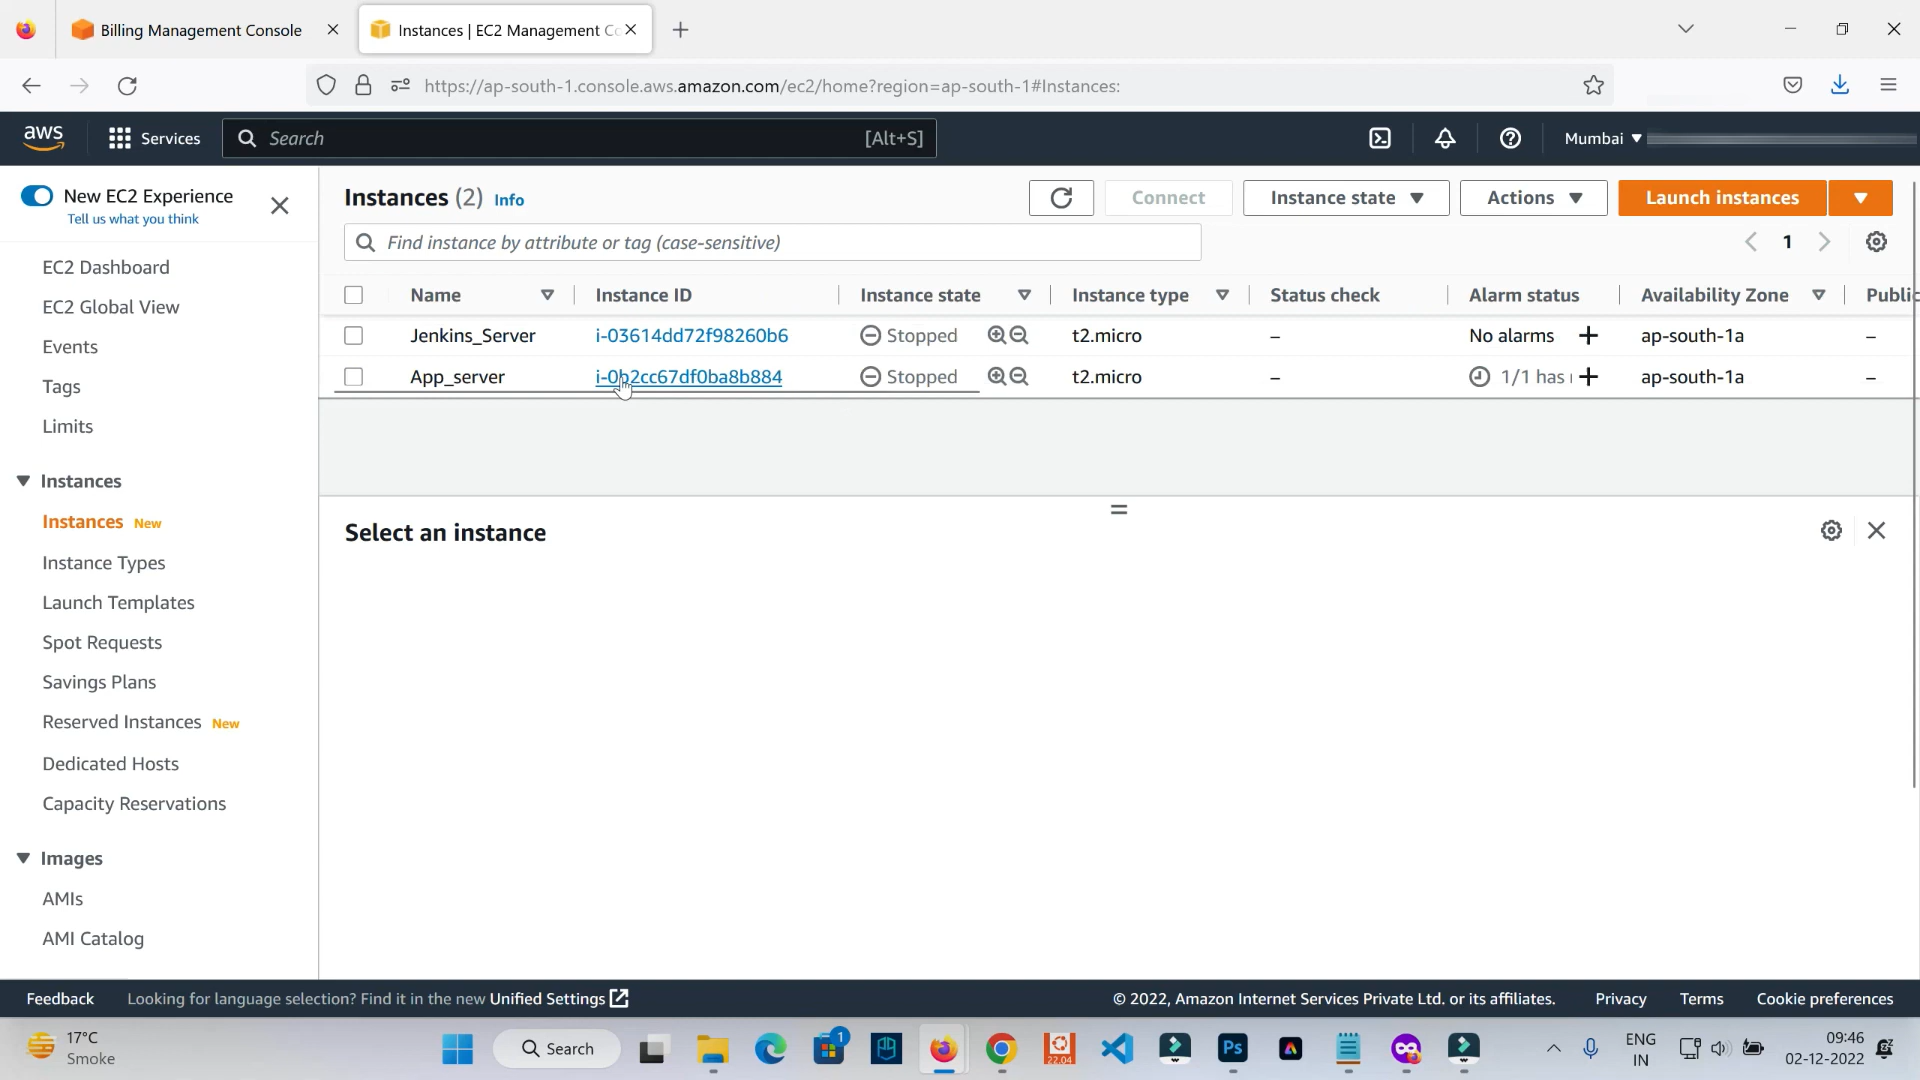 Billing Management Console
Instances | EC2 Management Co
https://ap-south-1.console.aws.amazon.com/ec2/home?region=ap-south-1#Instances:
aws
Services
Search
[Alt+S]
Mumbai
New EC2 Experience
Tell us what you think
EC2 Dashboard
EC2 Global View
Events
Tags
Limits
Instances
Instances New
Instance Types
Launch Templates
Spot Requests
Savings Plans
Reserved Instances New
Dedicated Hosts
Capacity Reservations
Images
AMIs
AMI Catalog
Instances (2) Info
Connect
Instance state
Actions
Launch instances
Find instance by attribute or tag (case-sensitive)
1
Name Instance ID Instance state Instance type Status check Alarm status Availability Zone Public
Jenkins_Server i-03614dd72f98260b6 Stopped t2.micro – No alarms + ap-south-1a –
App_server i-0b2cc67df0ba8b884 Stopped t2.micro – 1/1 has + ap-south-1a –
Select an instance
Feedback Looking for language selection? Find it in the new Unified Settings
© 2022, Amazon Internet Services Private Ltd. or its affiliates. Privacy Terms Cookie preferences
17°C
Smoke
Search
1
22.04
Ps
ENG
IN
09:46
02-12-2022